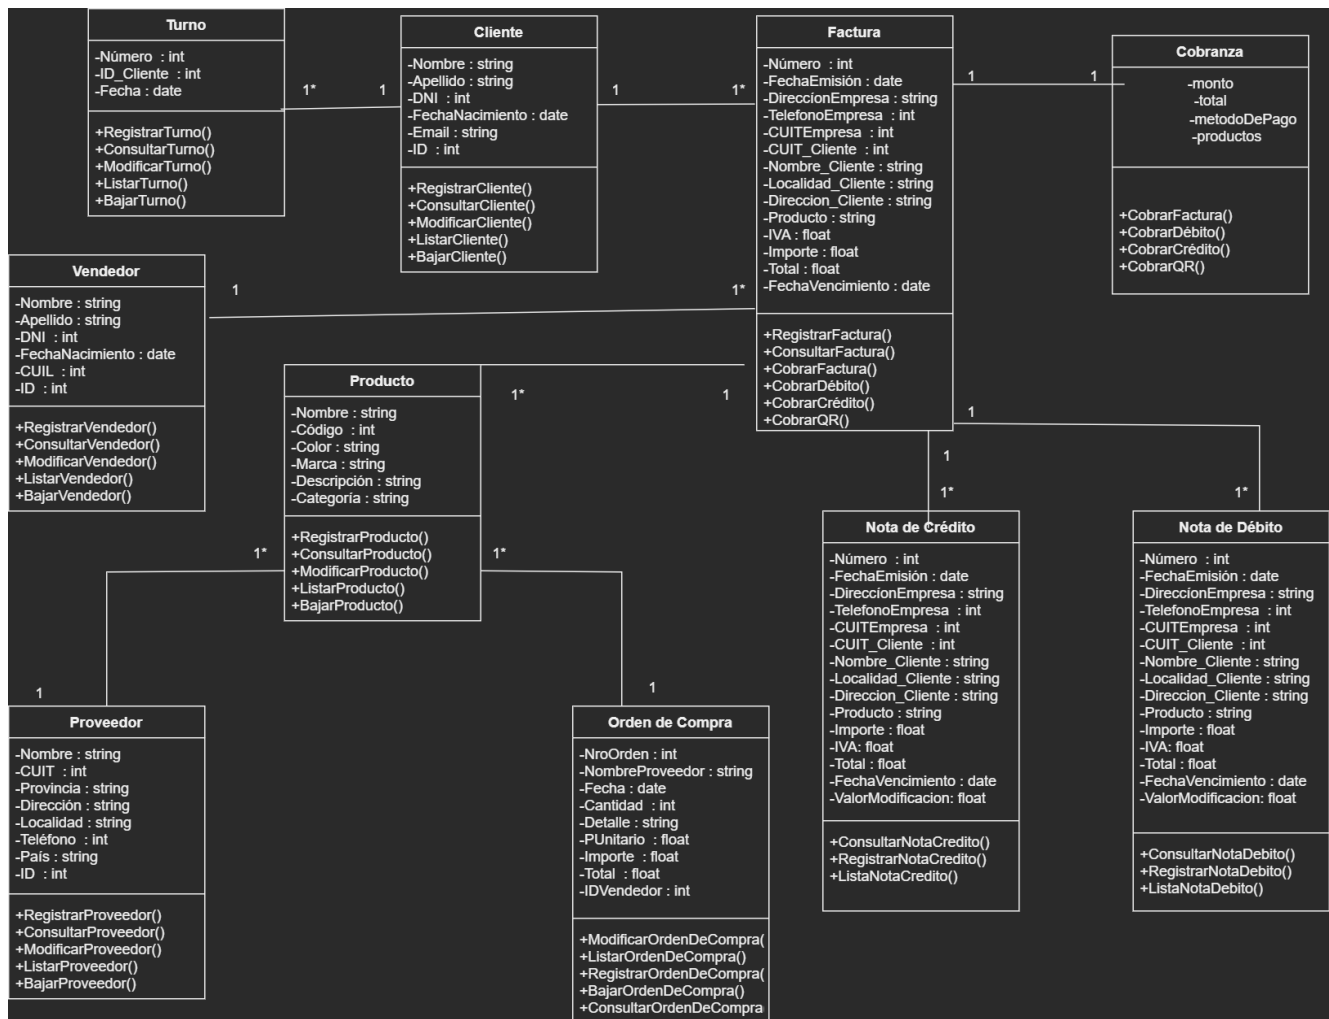 Turno
-Número : int
-ID_Cliente : int
-Fecha : date
+RegistrarTurno()
+ConsultarTurno()
+ModificarTurno()
+ListarTurno()
+BajarTurno()
1*
1
Cliente
-Nombre : string
-Apellido : string
-DNI : int
-FechaNacimiento : date
-Email : string
-ID : int
+RegistrarCliente()
+ConsultarCliente()
+ModificarCliente()
+ListarCliente()
+BajarCliente()
1
1*
Factura
-Número : int
-FechaEmisión : date
-DireccíonEmpresa : string
-TelefonoEmpresa : int
-CUITEmpresa : int
-CUIT_Cliente : int
-Nombre_Cliente : string
-Localidad_Cliente : string
-Direccion_Cliente : string
-Producto : string
-IVA : float
-Importe : float
-Total : float
-FechaVencimiento : date
+RegistrarFactura()
+ConsultarFactura()
+CobrarFactura()
+CobrarDébito()
+CobrarCrédito()
+CobrarQR()
1
1
Cobranza
-monto
-total
-metodoDePago
-productos
+CobrarFactura()
+CobrarDébito()
+CobrarCrédito()
+CobrarQR()
Vendedor
-Nombre : string
-Apellido : string
-DNI : int
-FechaNacimiento : date
-CUIL : int
-ID : int
+RegistrarVendedor()
+ConsultarVendedor()
+ModificarVendedor()
+ListarVendedor()
+BajarVendedor()
1
1*
Producto
-Nombre : string
-Código : int
-Color : string
-Marca : string
-Descripción : string
-Categoría : string
+RegistrarProducto()
+ConsultarProducto()
+ModificarProducto()
+ListarProducto()
+BajarProducto()
1*
1
1*
1
1*
1
Proveedor
-Nombre : string
-CUIT : int
-Provincia : string
-Dirección : string
-Localidad : string
-Teléfono : int
-País : string
-ID : int
+RegistrarProveedor()
+ConsultarProveedor()
+ModificarProveedor()
+ListarProveedor()
+BajarProveedor()
Orden de Compra
-NroOrden : int
-NombreProveedor : string
-Fecha : date
-Cantidad : int
-Detalle : string
-PUnitario : float
-Importe : float
-Total : float
-IDVendedor : int
+ModificarOrdenDeCompra(
+ListarOrdenDeCompra()
+RegistrarOrdenDeCompra(
+BajarOrdenDeCompra()
+ConsultarOrdenDeCompra
1
1*
Nota de Crédito
-Número : int
-FechaEmisión : date
-DireccíonEmpresa : string
-TelefonoEmpresa : int
-CUITEmpresa : int
-CUIT_Cliente : int
-Nombre_Cliente : string
-Localidad_Cliente : string
-Direccion_Cliente : string
-Producto : string
-Importe : float
-IVA: float
-Total : float
-FechaVencimiento : date
-ValorModificacion: float
+ConsultarNotaCredito()
+RegistrarNotaCredito()
+ListaNotaCredito()
1
1*
Nota de Débito
-Número : int
-FechaEmisión : date
-DireccíonEmpresa : string
-TelefonoEmpresa : int
-CUITEmpresa : int
-CUIT_Cliente : int
-Nombre_Cliente : string
-Localidad_Cliente : string
-Direccion_Cliente : string
-Producto : string
-Importe : float
-IVA: float
-Total : float
-FechaVencimiento : date
-ValorModificacion: float
+ConsultarNotaDebito()
+RegistrarNotaDebito()
+ListaNotaDebito()